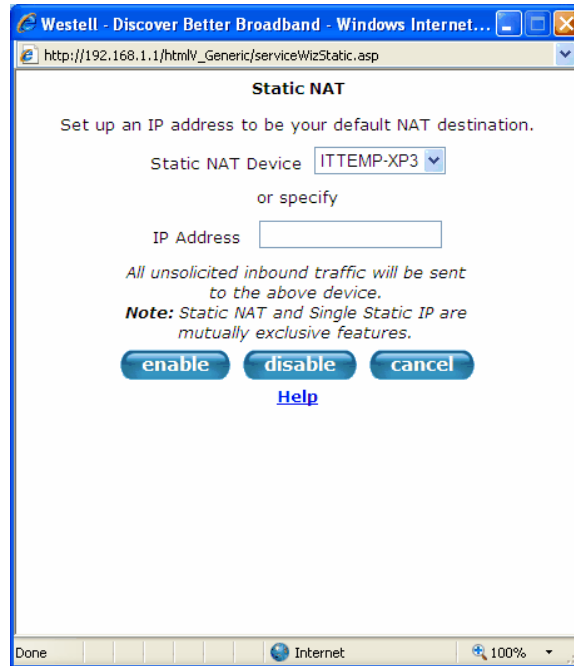 Westell - Discover Better Broadband - Windows Internet...
http://192.168.1.1/htmlV_Generic/serviceWizStatic.asp
Static NAT
Set up an IP address to be your default NAT destination.
Static NAT Device ITTEMP-XP3
or specify
IP Address
All unsolicited inbound traffic will be sent
to the above device.
Note: Static NAT and Single Static IP are
mutually exclusive features.
enable disable cancel
Help
Done Internet 100%